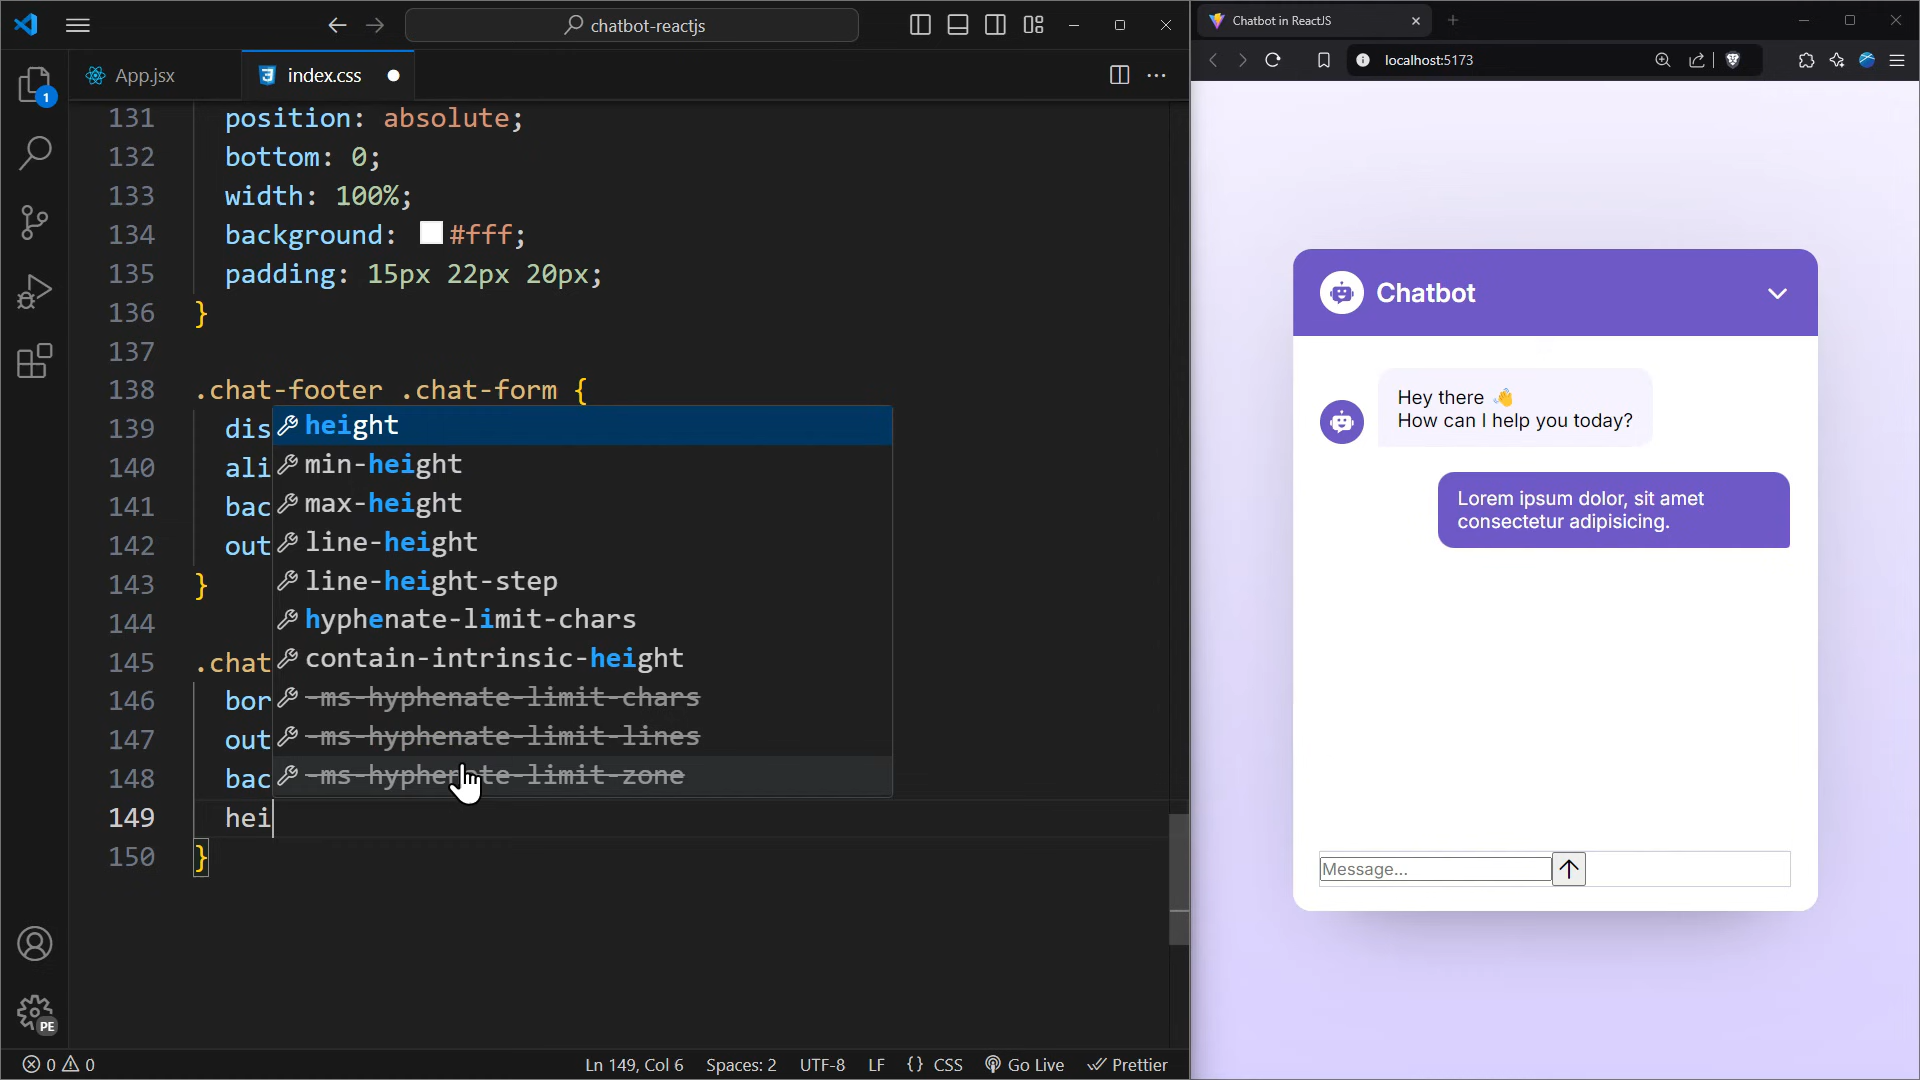 chatbot-reactjs
App.jsx
index.css
1
131 position: absolute;
132 bottom: 0;
133 width: 100%;
134 background: #fff;
135 padding: 15px 22px 20px;
136 }
137
138 .chat-footer .chat-form {
139 dis
140 ali
141 bac
142 out
143 }
144
145 .chat
146 bor
147 out
148 bac
149 hei
150 }
height
min-height
max-height
line-height
line-height-step
hyphenate-limit-chars
contain-intrinsic-height
-ms-hyphenate-limit-chars
-ms-hyphenate-limit-lines
-ms-hyphenate-limit-zone
PE
0 0
Ln 149, Col 6
Spaces: 2
UTF-8
LF
{} CSS
Go Live
Prettier
Chatbot in ReactJS
localhost:5173
Chatbot
Hey there 👋
How can I help you today?
Lorem ipsum dolor, sit amet
consectetur adipisicing.
Message...